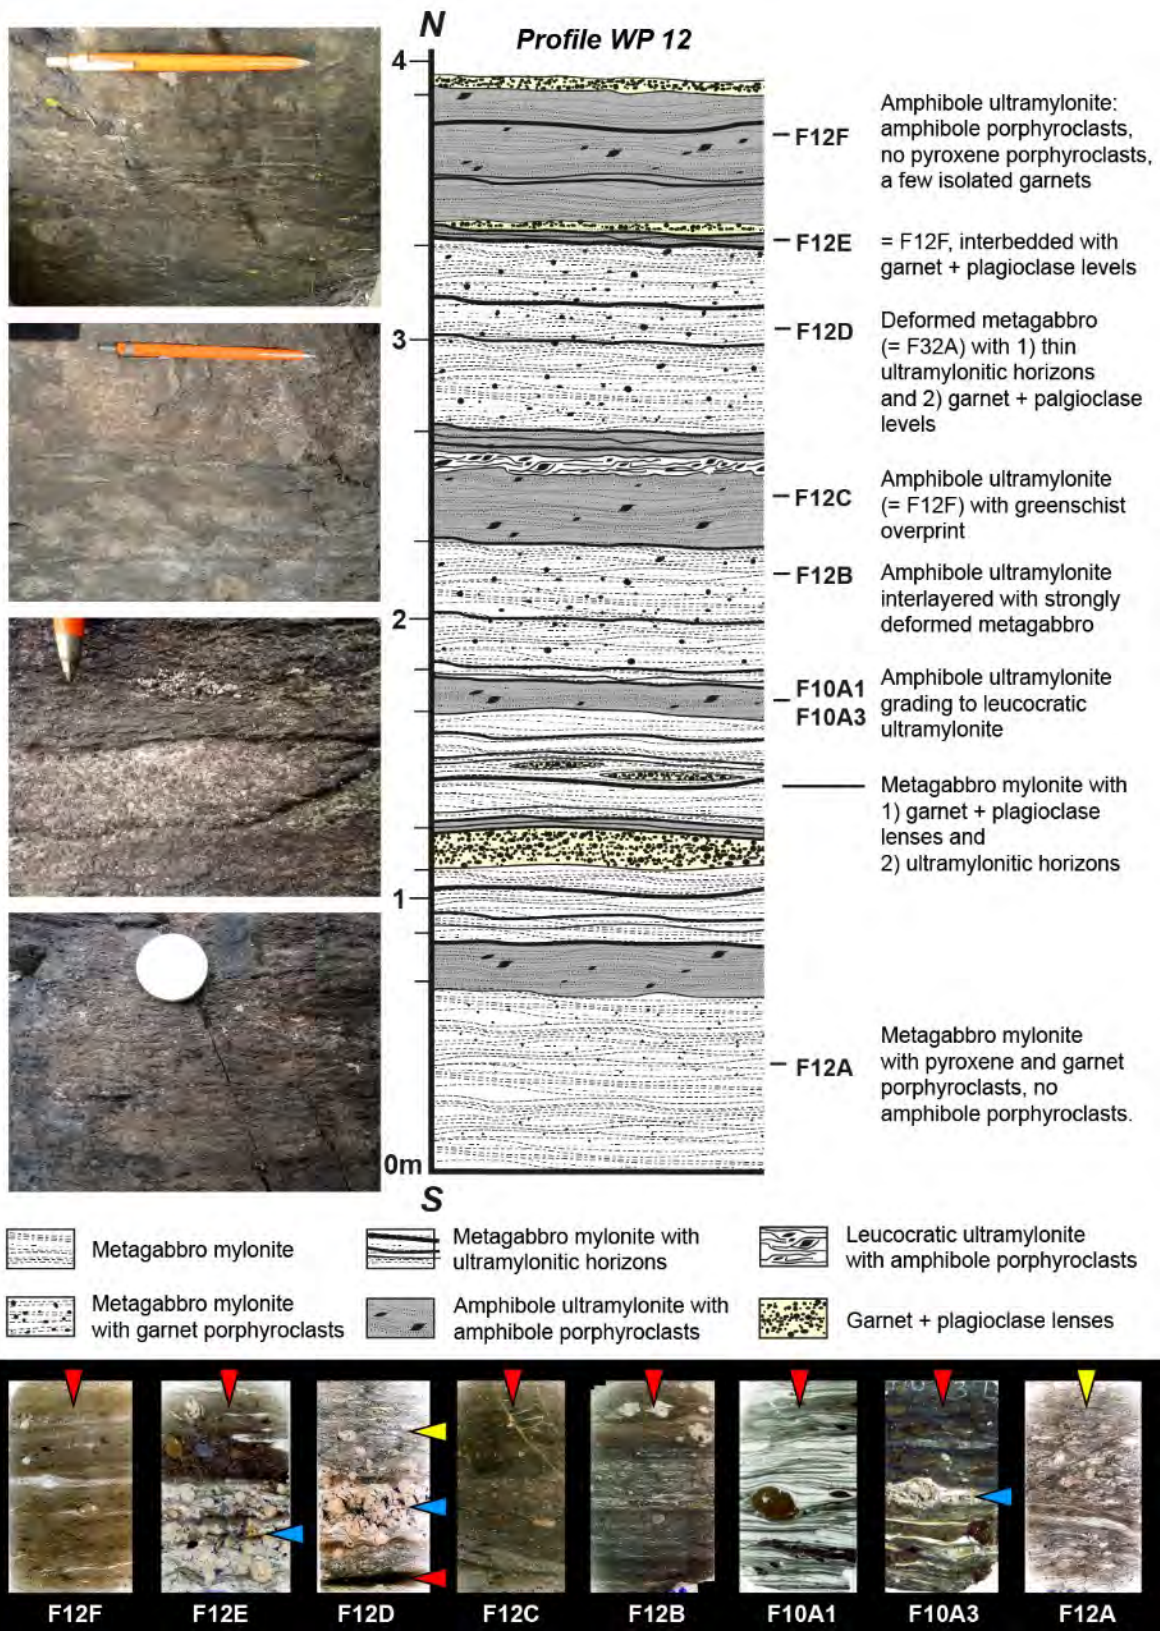 N
Profile WP 12
4
3
2
1
0m
S
F12F
Amphibole ultramylonite:
amphibole porphyroclasts,
no pyroxene porphyroclasts,
a few isolated garnets
F12E
= F12F, interbedded with
garnet + plagioclase levels
F12D
Deformed metagabbro
(= F32A) with 1) thin
ultramylonitic horizons
and 2) garnet + palgioclase
levels
F12C
Amphibole ultramylonite
(= F12F) with greenschist
overprint
F12B
Amphibole ultramylonite
interlayered with strongly
deformed metagabbro
F10A1
F10A3
Amphibole ultramylonite
grading to leucocratic
ultramylonite
Metagabbro mylonite with
1) garnet + plagioclase
lenses and
2) ultramylonitic horizons
F12A
Metagabbro mylonite
with pyroxene and garnet
porphyroclasts, no
amphibole porphyroclasts.
Metagabbro mylonite
Metagabbro mylonite with
ultramylonitic horizons
Leucocratic ultramylonite
with amphibole porphyroclasts
Metagabbro mylonite
with garnet porphyroclasts
Amphibole ultramylonite with
amphibole porphyroclasts
Garnet + plagioclase lenses
F12F
F12E
F12D
F12C
F12B
F10A1
F10A3
F12A